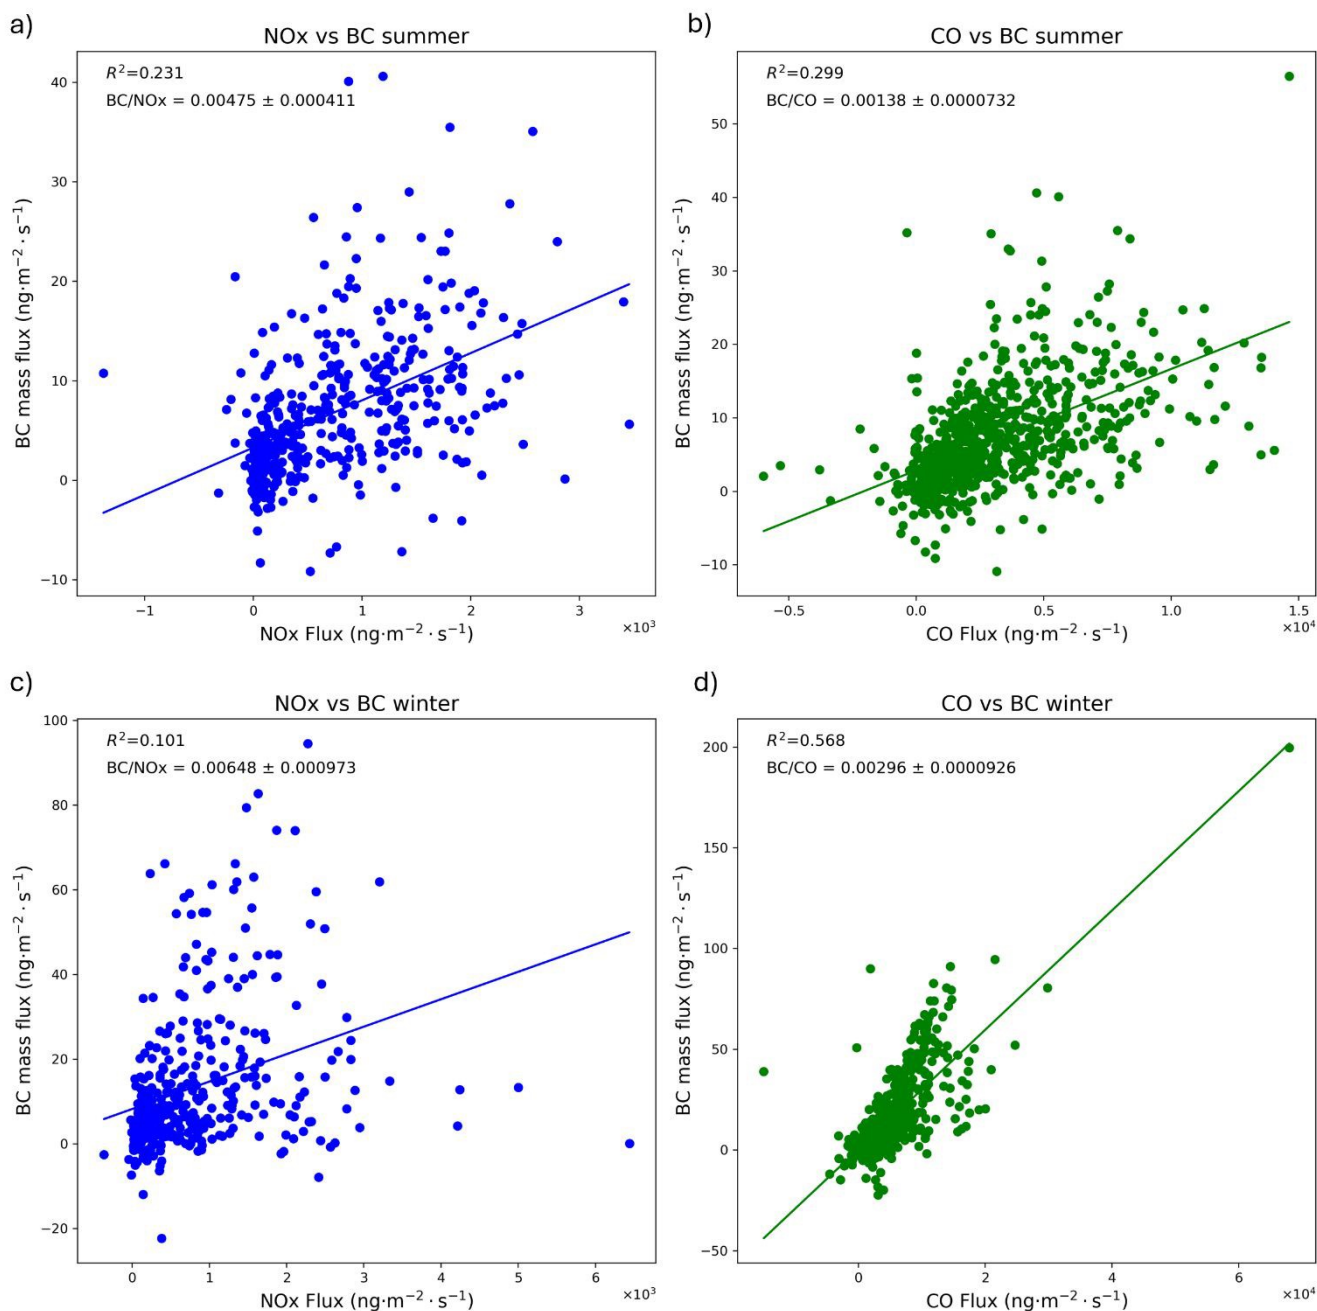 a)
NOx vs BC summer
R²=0.231
BC/NOx = 0.00475 ± 0.000411
40
30
20
10
0
−10
BC mass flux (ng·m⁻²·s⁻¹)
−1
0
1
2
3
×10³
NOx Flux (ng·m⁻²·s⁻¹)
b)
CO vs BC summer
R²=0.299
BC/CO = 0.00138 ± 0.0000732
50
40
30
20
10
0
−10
BC mass flux (ng·m⁻²·s⁻¹)
−0.5
0.0
0.5
1.0
1.5
×10⁴
CO Flux (ng·m⁻²·s⁻¹)
c)
NOx vs BC winter
R²=0.101
BC/NOx = 0.00648 ± 0.000973
100
80
60
40
20
0
−20
BC mass flux (ng·m⁻²·s⁻¹)
0
1
2
3
4
5
6
×10³
NOx Flux (ng·m⁻²·s⁻¹)
d)
CO vs BC winter
R²=0.568
BC/CO = 0.00296 ± 0.0000926
200
150
100
50
0
−50
BC mass flux (ng·m⁻²·s⁻¹)
0
2
4
6
×10⁴
CO Flux (ng·m⁻²·s⁻¹)